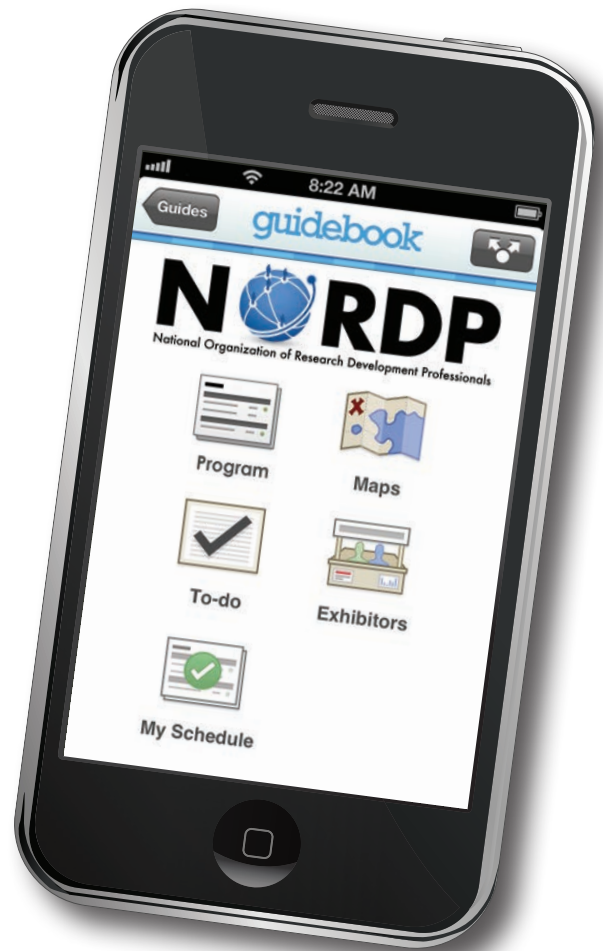 8:22 AM
Guides
guidebook
NORDP
National Organization of Research Development Professionals
Program
Maps
To-do
Exhibitors
My Schedule